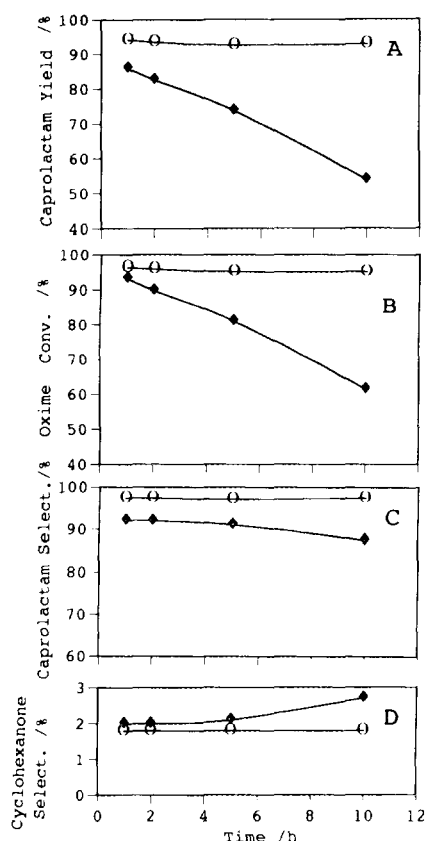 Caprolactam Yield /%
100
90
80
70
60
50
40
A
Oxime Conv. /%
100
90
80
70
60
50
40
B
Caprolactam Select./%
100
90
80
70
60
C
Cyclohexanone
Select. /%
3
2
1
0
D
0 2 4 6 8 10 12
Time /h